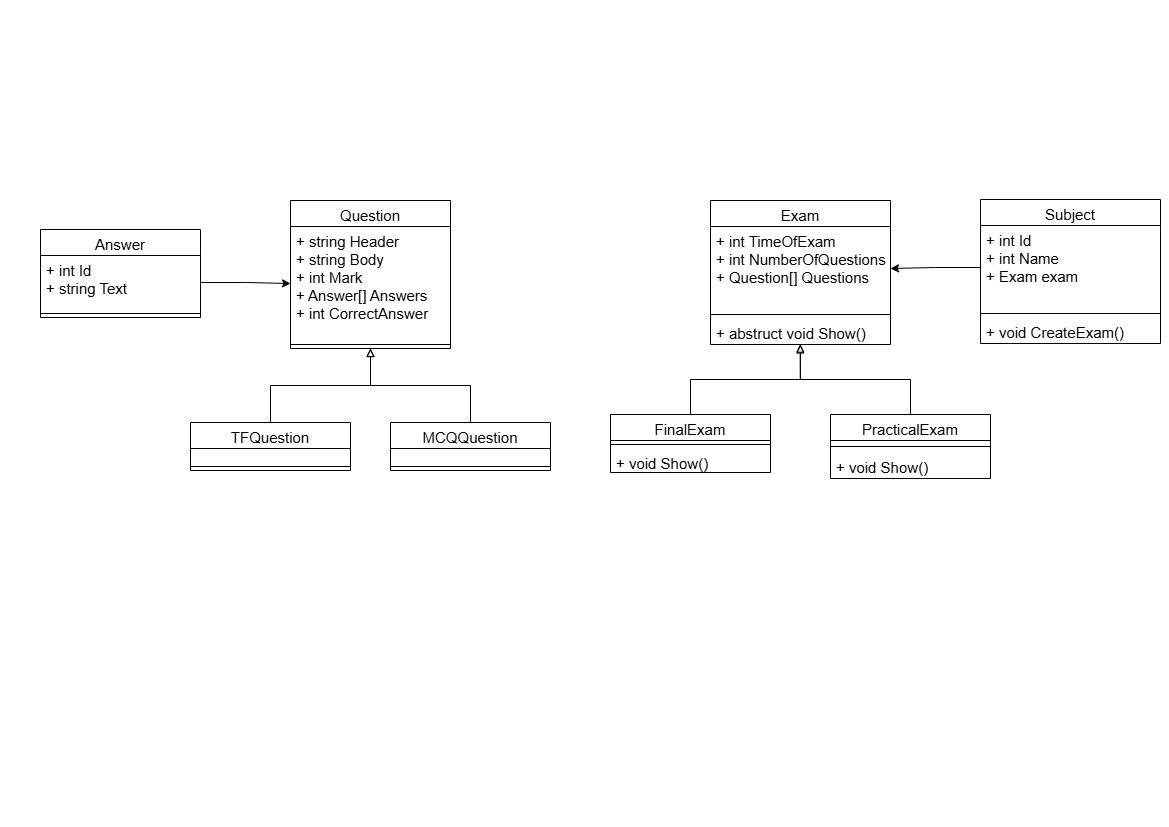 Answer
+ int Id
+ string Text
Question
+ string Header
+ string Body
+ int Mark
+ Answer[] Answers
+ int CorrectAnswer
TFQuestion
MCQQuestion
Exam
+ int TimeOfExam
+ int NumberOfQuestions
+ Question[] Questions
+ abstruct void Show()
Subject
+ int Id
+ int Name
+ Exam exam
+ void CreateExam()
FinalExam
+ void Show()
PracticalExam
+ void Show()